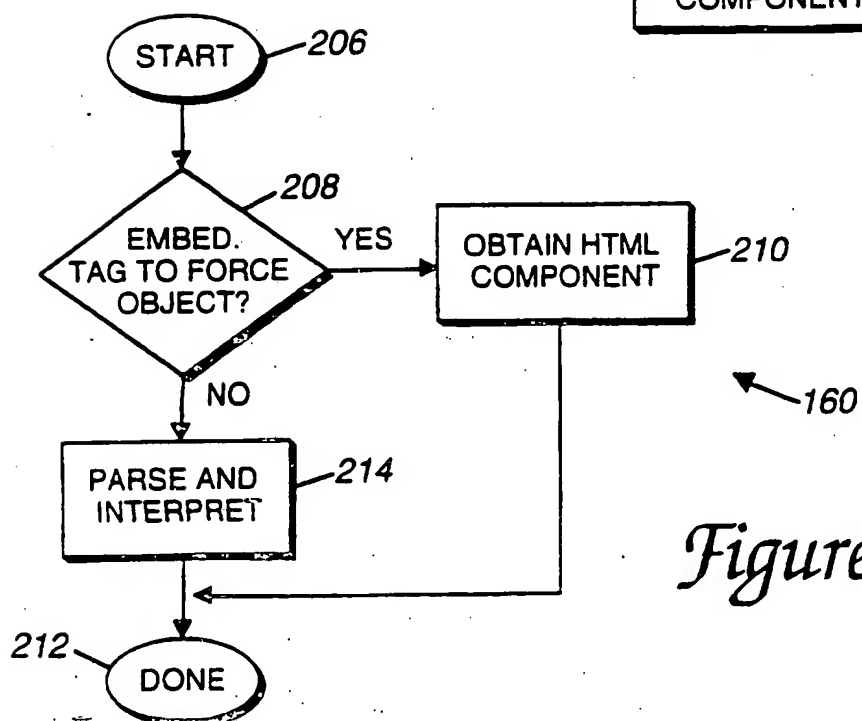 COMPONENT
START
206
208
EMBED.
TAG TO FORCE
OBJECT?
YES
OBTAIN HTML
COMPONENT
210
NO
160
PARSE AND
INTERPRET
214
Figure
212
DONE